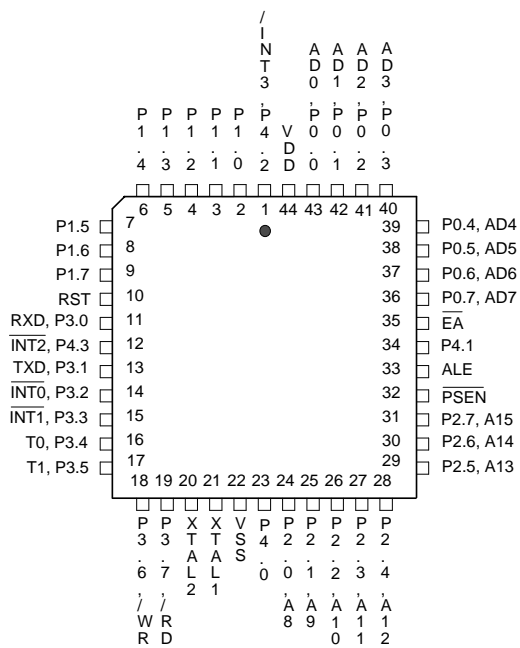 /INT3, P4.2
AD0, P0.0
AD1, P0.1
AD2, P0.2
AD3, P0.3
P1.4
P1.3
P1.2
P1.1
P1.0
VDD
6 5 4 3 2 1 44 43 42 41 40
P1.5 7 39 P0.4, AD4
P1.6 8 38 P0.5, AD5
P1.7 9 37 P0.6, AD6
RST 10 36 P0.7, AD7
RXD, P3.0 11 35 EA
INT2, P4.3 12 34 P4.1
TXD, P3.1 13 33 ALE
INT0, P3.2 14 32 PSEN
INT1, P3.3 15 31 P2.7, A15
T0, P3.4 16 30 P2.6, A14
T1, P3.5 17 29 P2.5, A13
18 19 20 21 22 23 24 25 26 27 28
P3.6, /WR
P3.7, /RD
XTAL2
XTAL1
VSS
P4.0
P2.0, A8
P2.1, A9
P2.2, A10
P2.3, A11
P2.4, A12